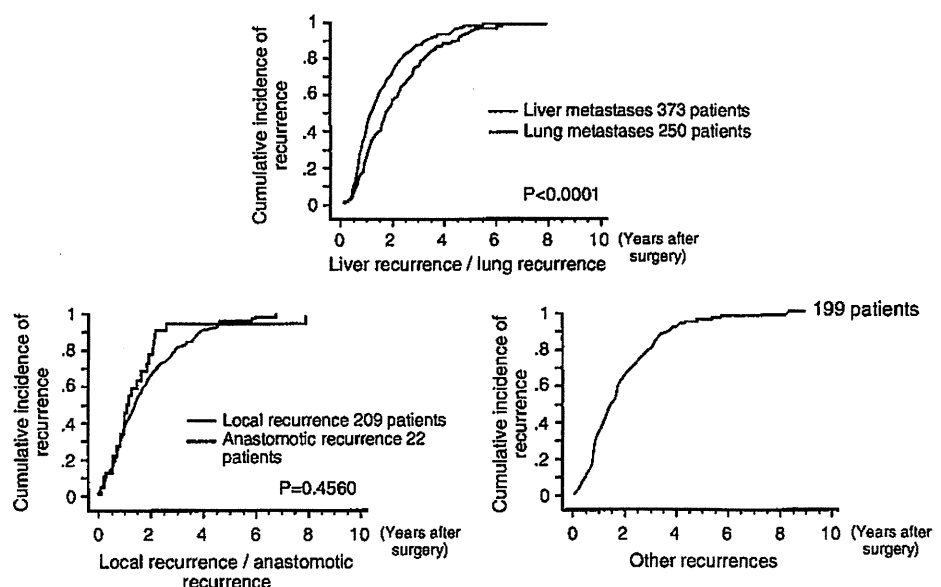 Cumulative incidence of
recurrence
1
.8
.6
.4
.2
0
Liver metastases 373 patients
Lung metastases 250 patients
P<0.0001
0 2 4 6 8 10 (Years after
surgery)
Liver recurrence / lung recurrence
Cumulative incidence of
recurrence
1
.8
.6
.4
.2
0
Local recurrence 209 patients
Anastomotic recurrence 22
patients
P=0.4560
0 2 4 6 8 10 (Years after
surgery)
Local recurrence / anastomotic
recurrence
Cumulative incidence of
recurrence
1
.8
.6
.4
.2
0
199 patients
0 2 4 6 8 10 (Years after
surgery)
Other recurrences